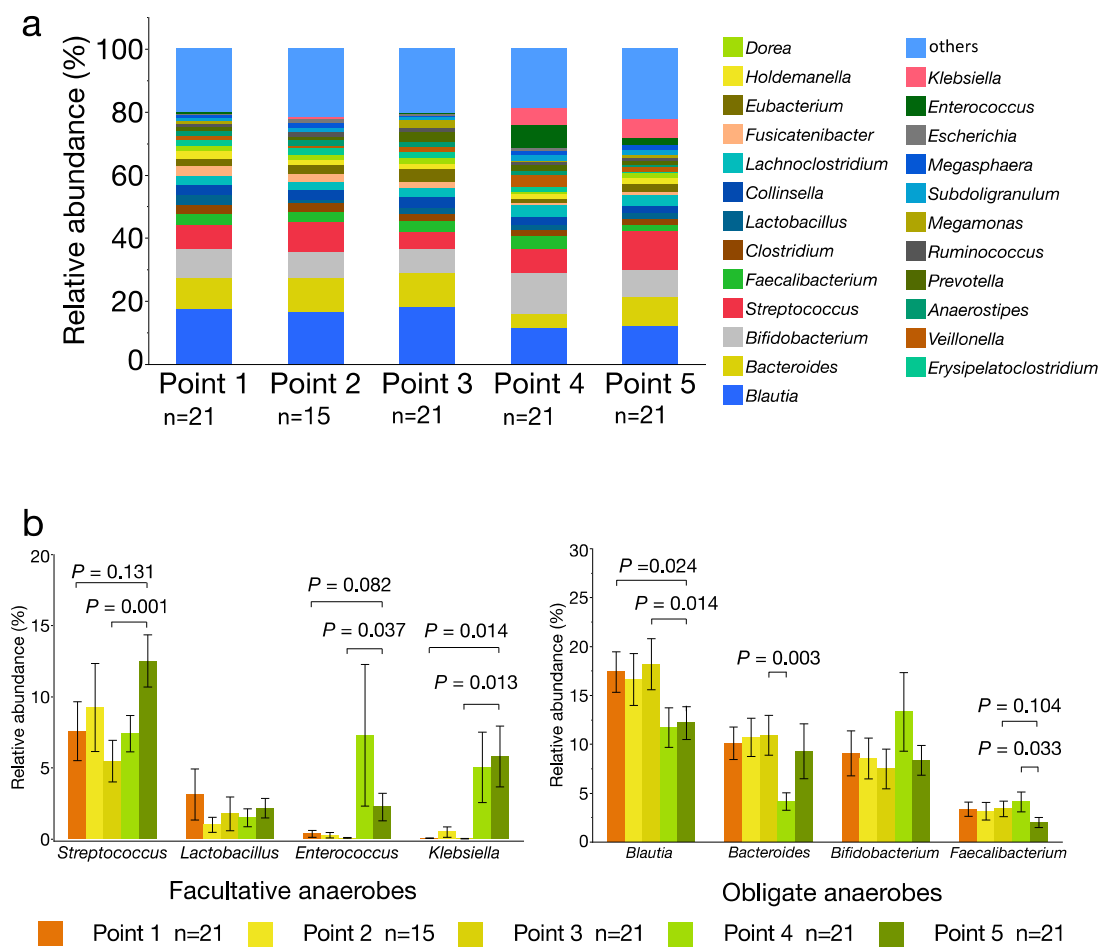 a
Relative abundance (%)
100
80
60
40
20
0
Point 1
n=21
Point 2
n=15
Point 3
n=21
Point 4
n=21
Point 5
n=21
Dorea
Holdemanella
Eubacterium
Fusicatenibacter
Lachnoclostridium
Collinsella
Lactobacillus
Clostridium
Faecalibacterium
Streptococcus
Bifidobacterium
Bacteroides
Blautia
others
Klebsiella
Enterococcus
Escherichia
Megasphaera
Subdoligranulum
Megamonas
Ruminococcus
Prevotella
Anaerostipes
Veillonella
Erysipelatoclostridium
b
Relative abundance (%)
20
15
10
5
0
P = 0.131
P = 0.001
P = 0.082
P = 0.037
P = 0.014
P = 0.013
Streptococcus
Lactobacillus
Enterococcus
Klebsiella
Facultative anaerobes
Relative abundance (%)
30
25
20
15
10
5
0
P =0.024
P = 0.014
P = 0.003
P = 0.104
P = 0.033
Blautia
Bacteroides
Bifidobacterium
Faecalibacterium
Obligate anaerobes
Point 1 n=21
Point 2 n=15
Point 3 n=21
Point 4 n=21
Point 5 n=21